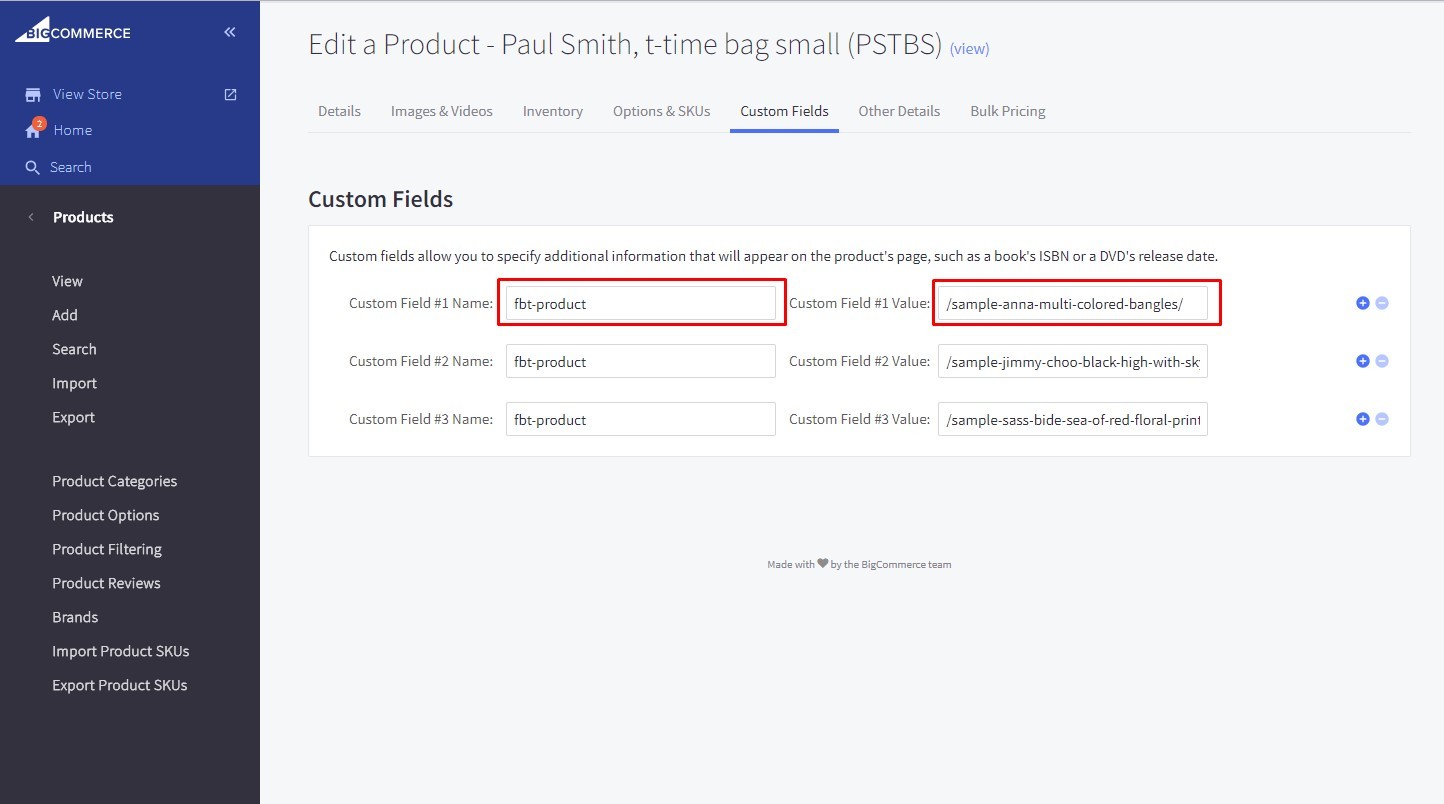 BIGCOMMERCE
View Store
2
Home
Search
Products
View
Add
Search
Import
Export
Product Categories
Product Options
Product Filtering
Product Reviews
Brands
Import Product SKUs
Export Product SKUs
Edit a Product - Paul Smith, t-time bag small (PSTBS) (view)
Details Images & Videos Inventory Options & SKUs Custom Fields Other Details Bulk Pricing
Custom Fields
Custom fields allow you to specify additional information that will appear on the product's page, such as a book's ISBN or a DVD's release date.
Custom Field #1 Name: fbt-product Custom Field #1 Value: /sample-anna-multi-colored-bangles/
Custom Field #2 Name: fbt-product Custom Field #2 Value: /sample-jimmy-choo-black-high-with-sk
Custom Field #3 Name: fbt-product Custom Field #3 Value: /sample-sass-bide-sea-of-red-floral-print
Made with ♥ by the BigCommerce team